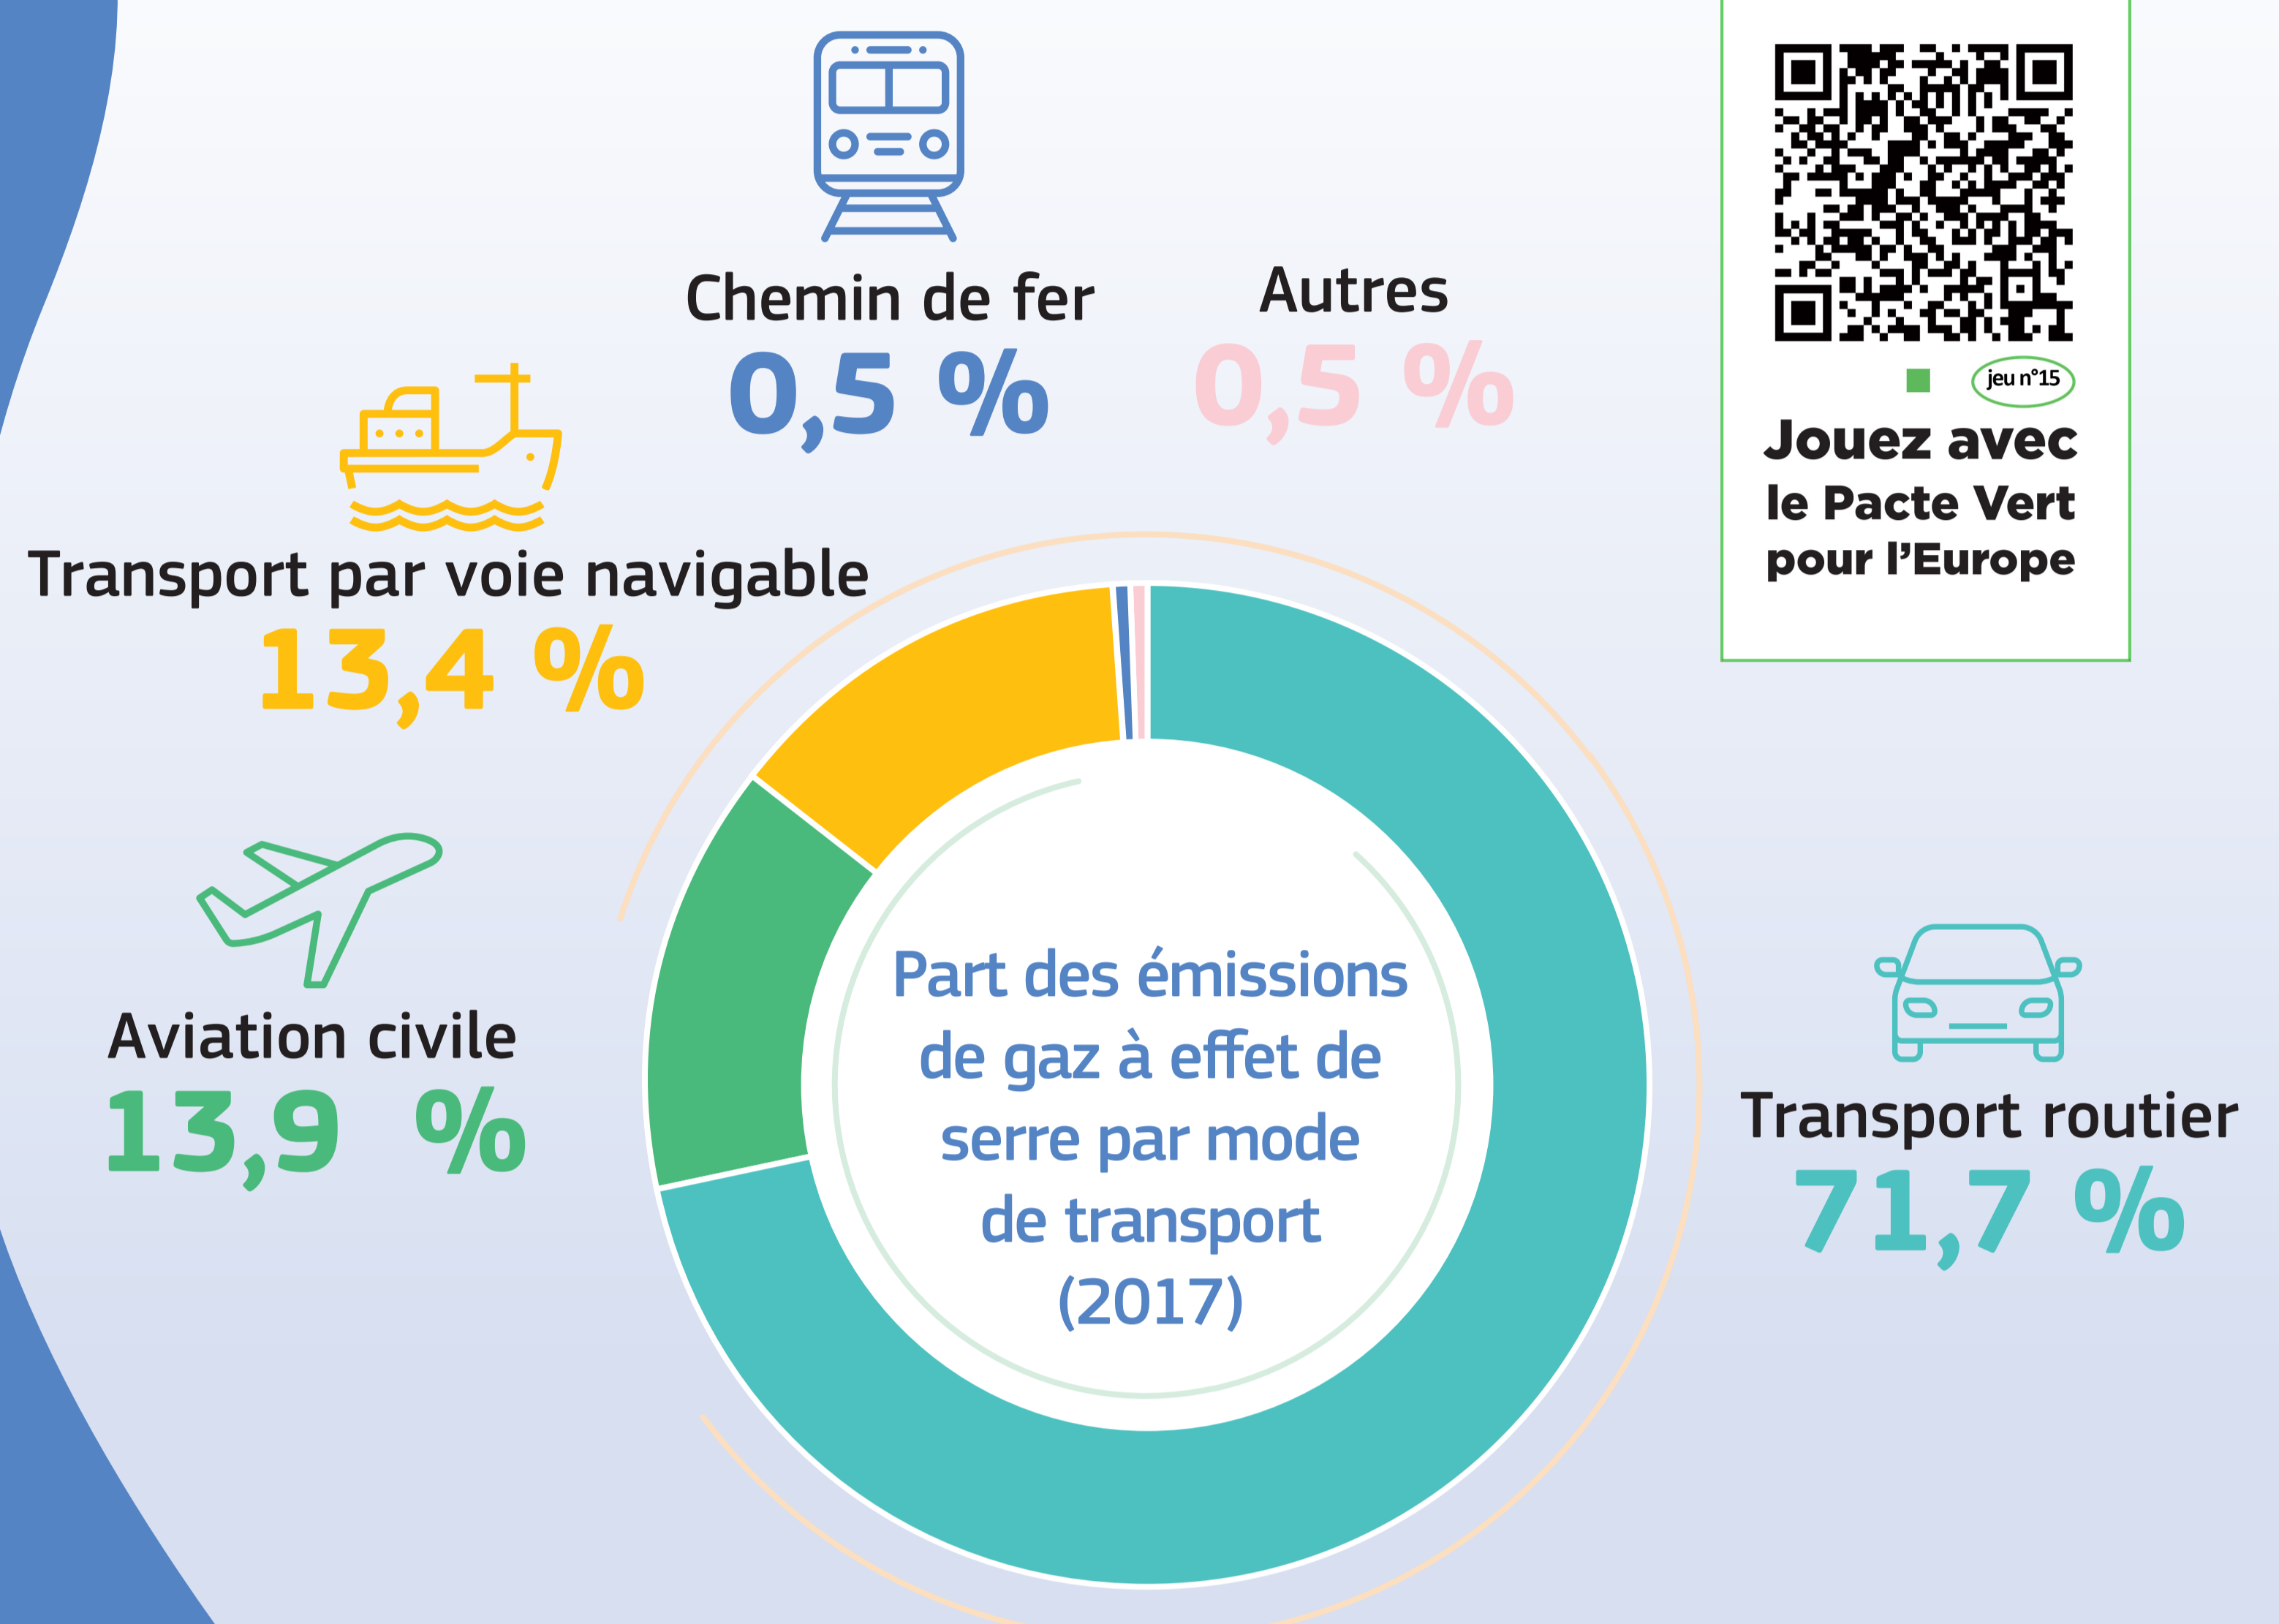 Chemin de fer
0,5 %
Autres
0,5 %
jeu n°15
Jouez avec
le Pacte Vert
pour l'Europe
Transport par voie navigable
13,4 %
Aviation civile
13,9 %
Part des émissions
de gaz à effet de
serre par mode
de transport
(2017)
Transport routier
71,7 %